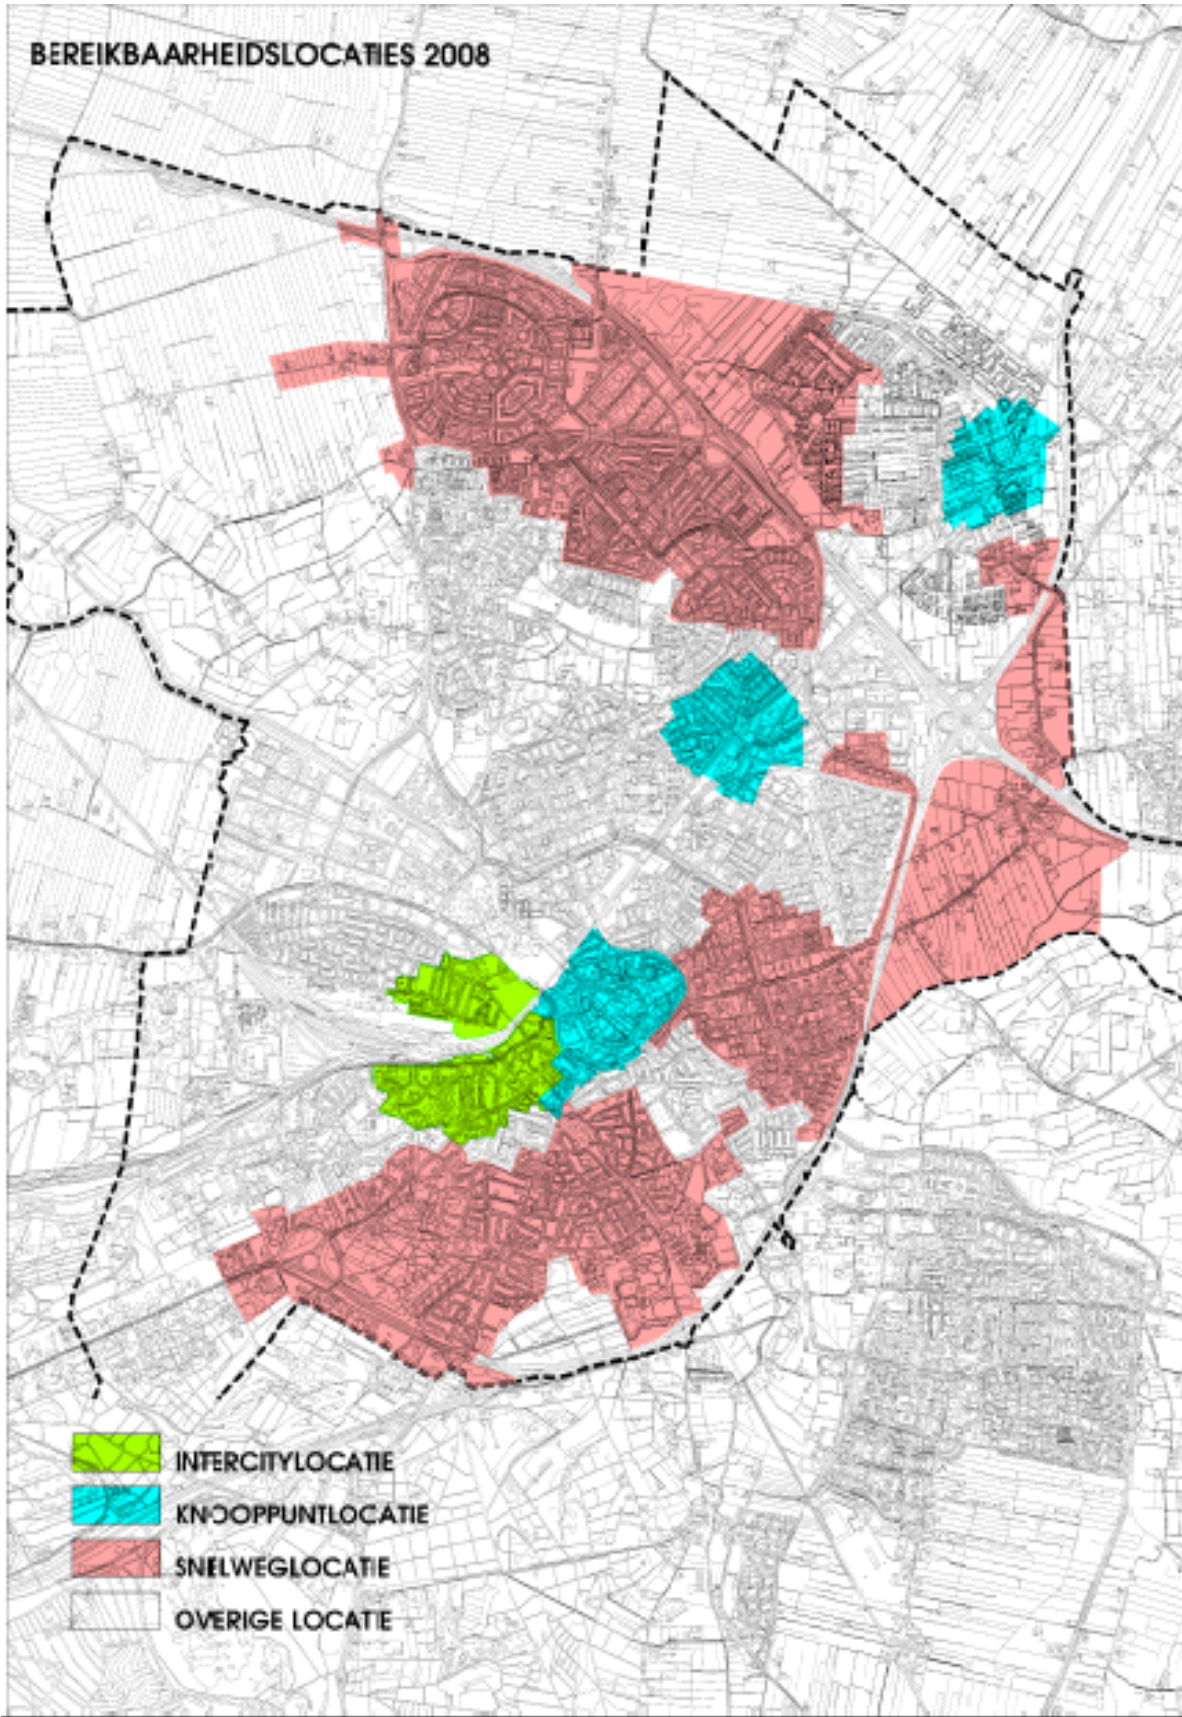 BEREIKBAARHEIDSLOCATIES 2008
INTERCITYLOCATIE
KNOOPPUNTLOCATIE
SNELWEGLOCATIE
OVERIGE LOCATIE